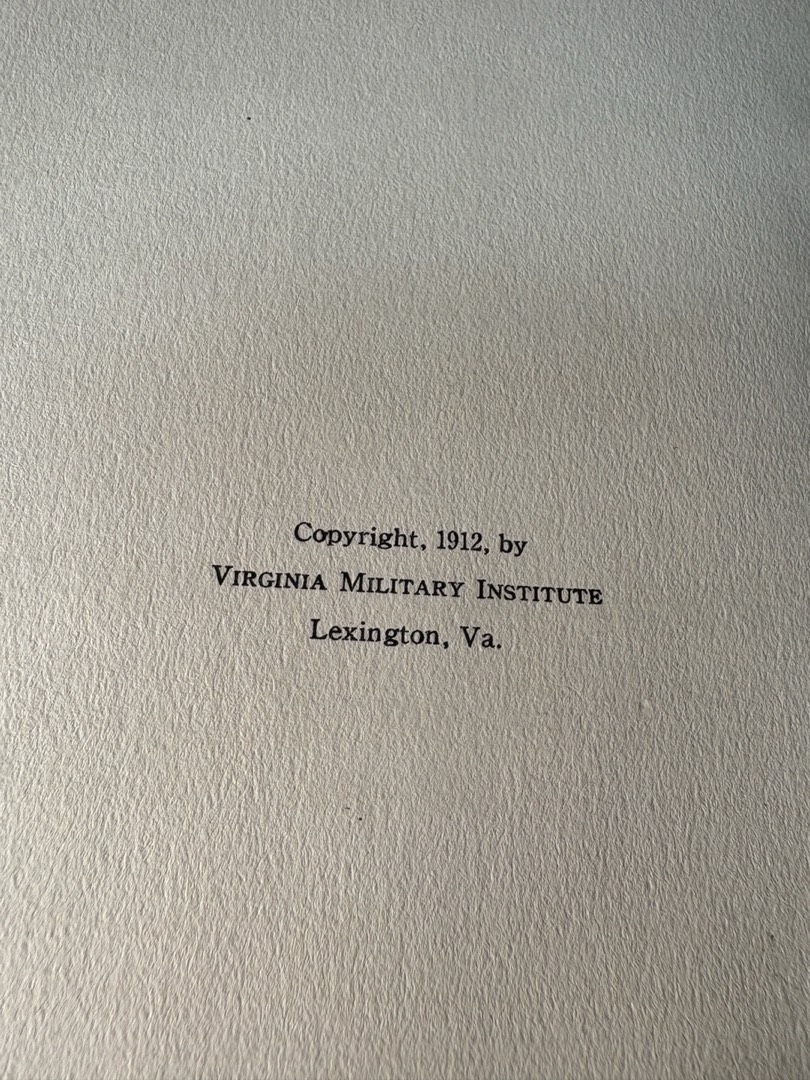 Copyright, 1912, by
VIRGINIA MILITARY INSTITUTE
Lexington, Va.